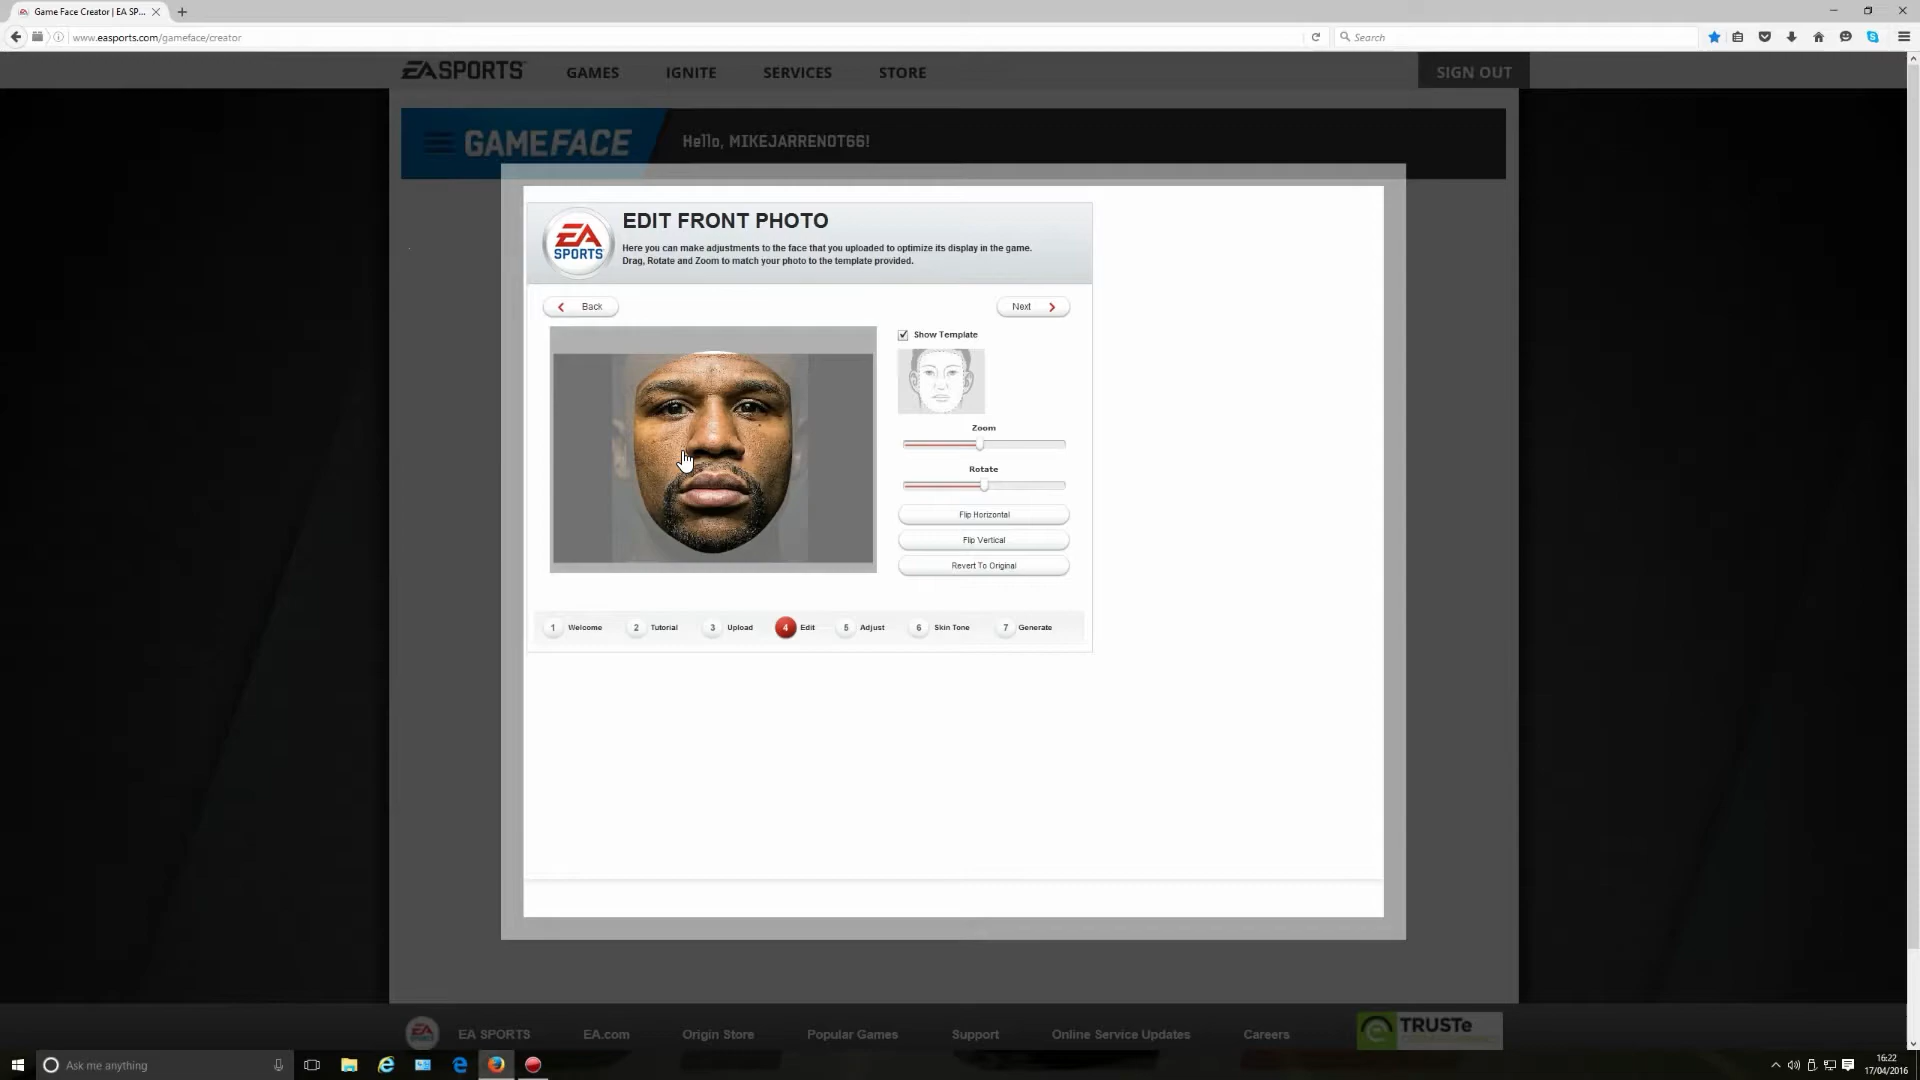 Game Face Creator | EA SP...
www.easports.com/gameface/creator
Search
EA SPORTS
GAMES
IGNITE
SERVICES
STORE
SIGN OUT
GAMEFACE
Hello, MIKEJARRENOT66!
EA
SPORTS
EDIT FRONT PHOTO
Here you can make adjustments to the face that you uploaded to optimize its display in the game.
Drag, Rotate and Zoom to match your photo to the template provided.
Back
Next
Show Template
Zoom
Rotate
Flip Horizontal
Flip Vertical
Revert To Original
1 Welcome
2 Tutorial
3 Upload
4 Edit
5 Adjust
6 Skin Tone
7 Generate
EA SPORTS
EA.com
Origin Store
Popular Games
Support
Online Service Updates
Careers
TRUSTe
Ask me anything
16:22
17/04/2016